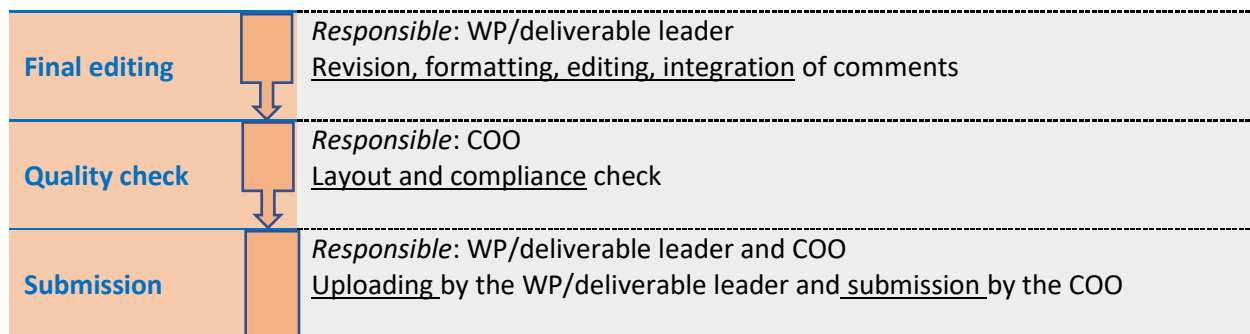 Final editing
Responsible: WP/deliverable leader
Revision, formatting, editing, integration of comments
Quality check
Responsible: COO
Layout and compliance check
Submission
Responsible: WP/deliverable leader and COO
Uploading by the WP/deliverable leader and submission by the COO